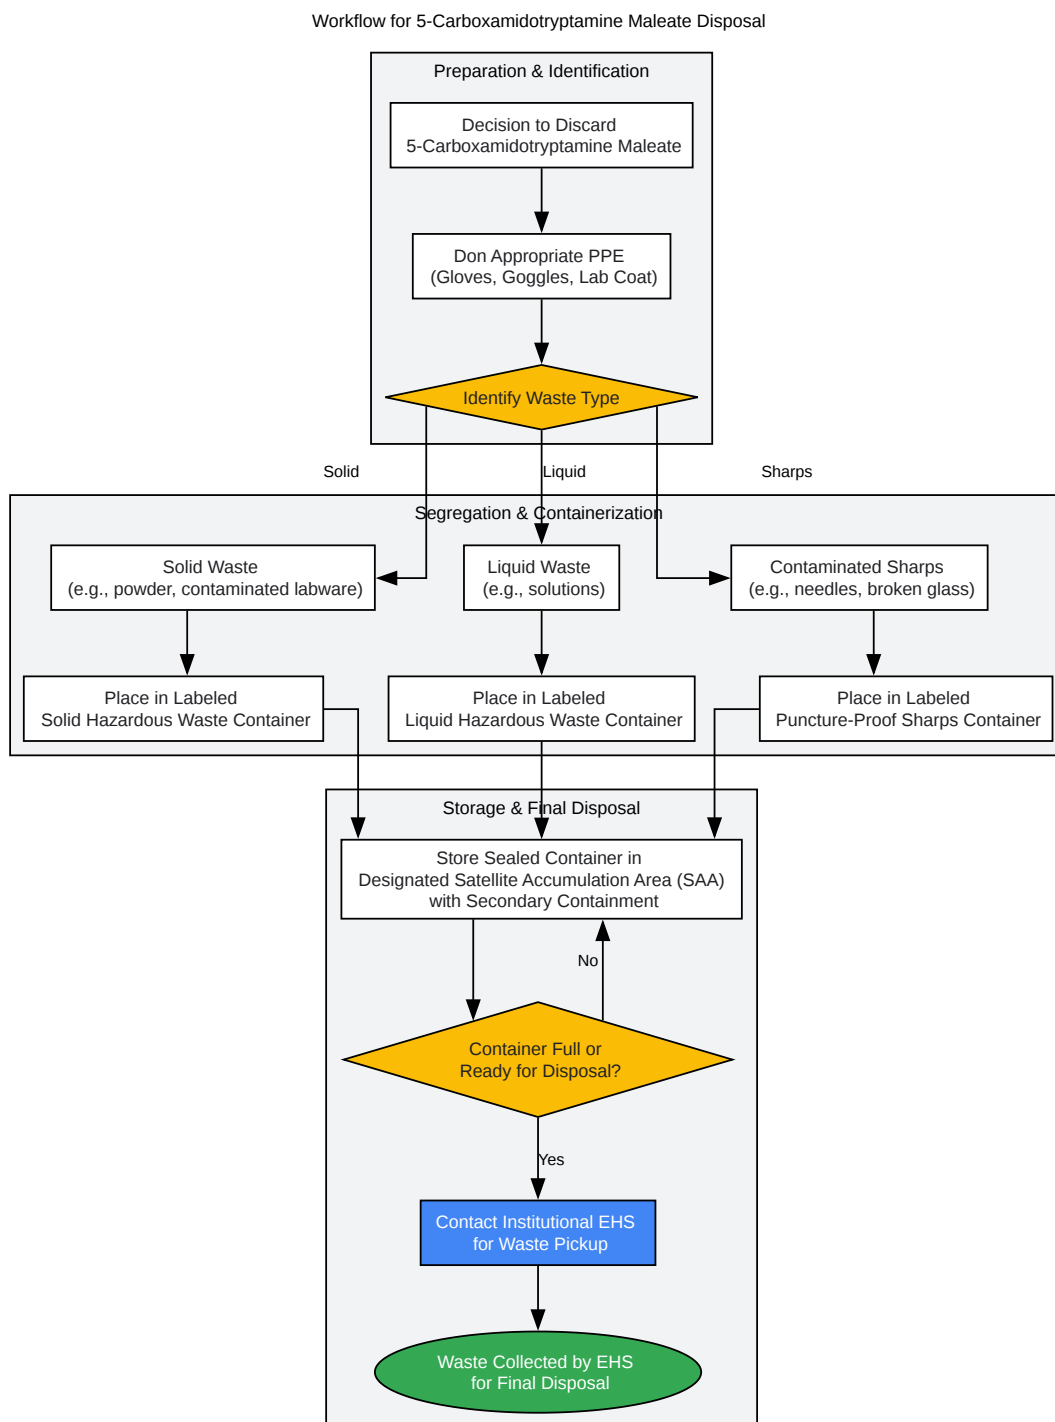 Workflow for 5-Carboxamidotryptamine Maleate Disposal
Preparation & Identification
Decision to Discard
5-Carboxamidotryptamine Maleate
Don Appropriate PPE
(Gloves, Goggles, Lab Coat)
Identify Waste Type
Solid
Liquid
Sharps
Segregation & Containerization
Solid Waste
(e.g., powder, contaminated labware)
Liquid Waste
(e.g., solutions)
Contaminated Sharps
(e.g., needles, broken glass)
Place in Labeled
Solid Hazardous Waste Container
Place in Labeled
Liquid Hazardous Waste Container
Place in Labeled
Puncture-Proof Sharps Container
Storage & Final Disposal
Store Sealed Container in
Designated Satellite Accumulation Area (SAA)
with Secondary Containment
No
Container Full or
Ready for Disposal?
Yes
Contact Institutional EHS
for Waste Pickup
Waste Collected by EHS
for Final Disposal